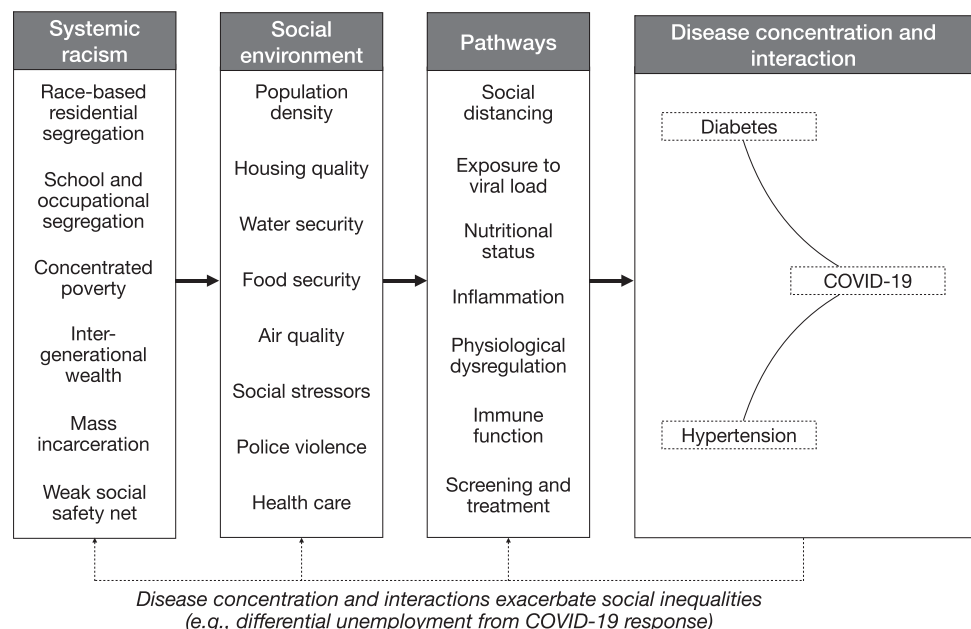 Systemic
racism
Race-based
residential
segregation
School and
occupational
segregation
Concentrated
poverty
Inter-
generational
wealth
Mass
incarceration
Weak social
safety net
Social
environment
Population
density
Housing quality
Water security
Food security
Air quality
Social stressors
Police violence
Health care
Pathways
Social
distancing
Exposure to
viral load
Nutritional
status
Inflammation
Physiological
dysregulation
Immune
function
Screening and
treatment
Disease concentration and
interaction
Diabetes
COVID-19
Hypertension
Disease concentration and interactions exacerbate social inequalities
(e.g., differential unemployment from COVID-19 response)